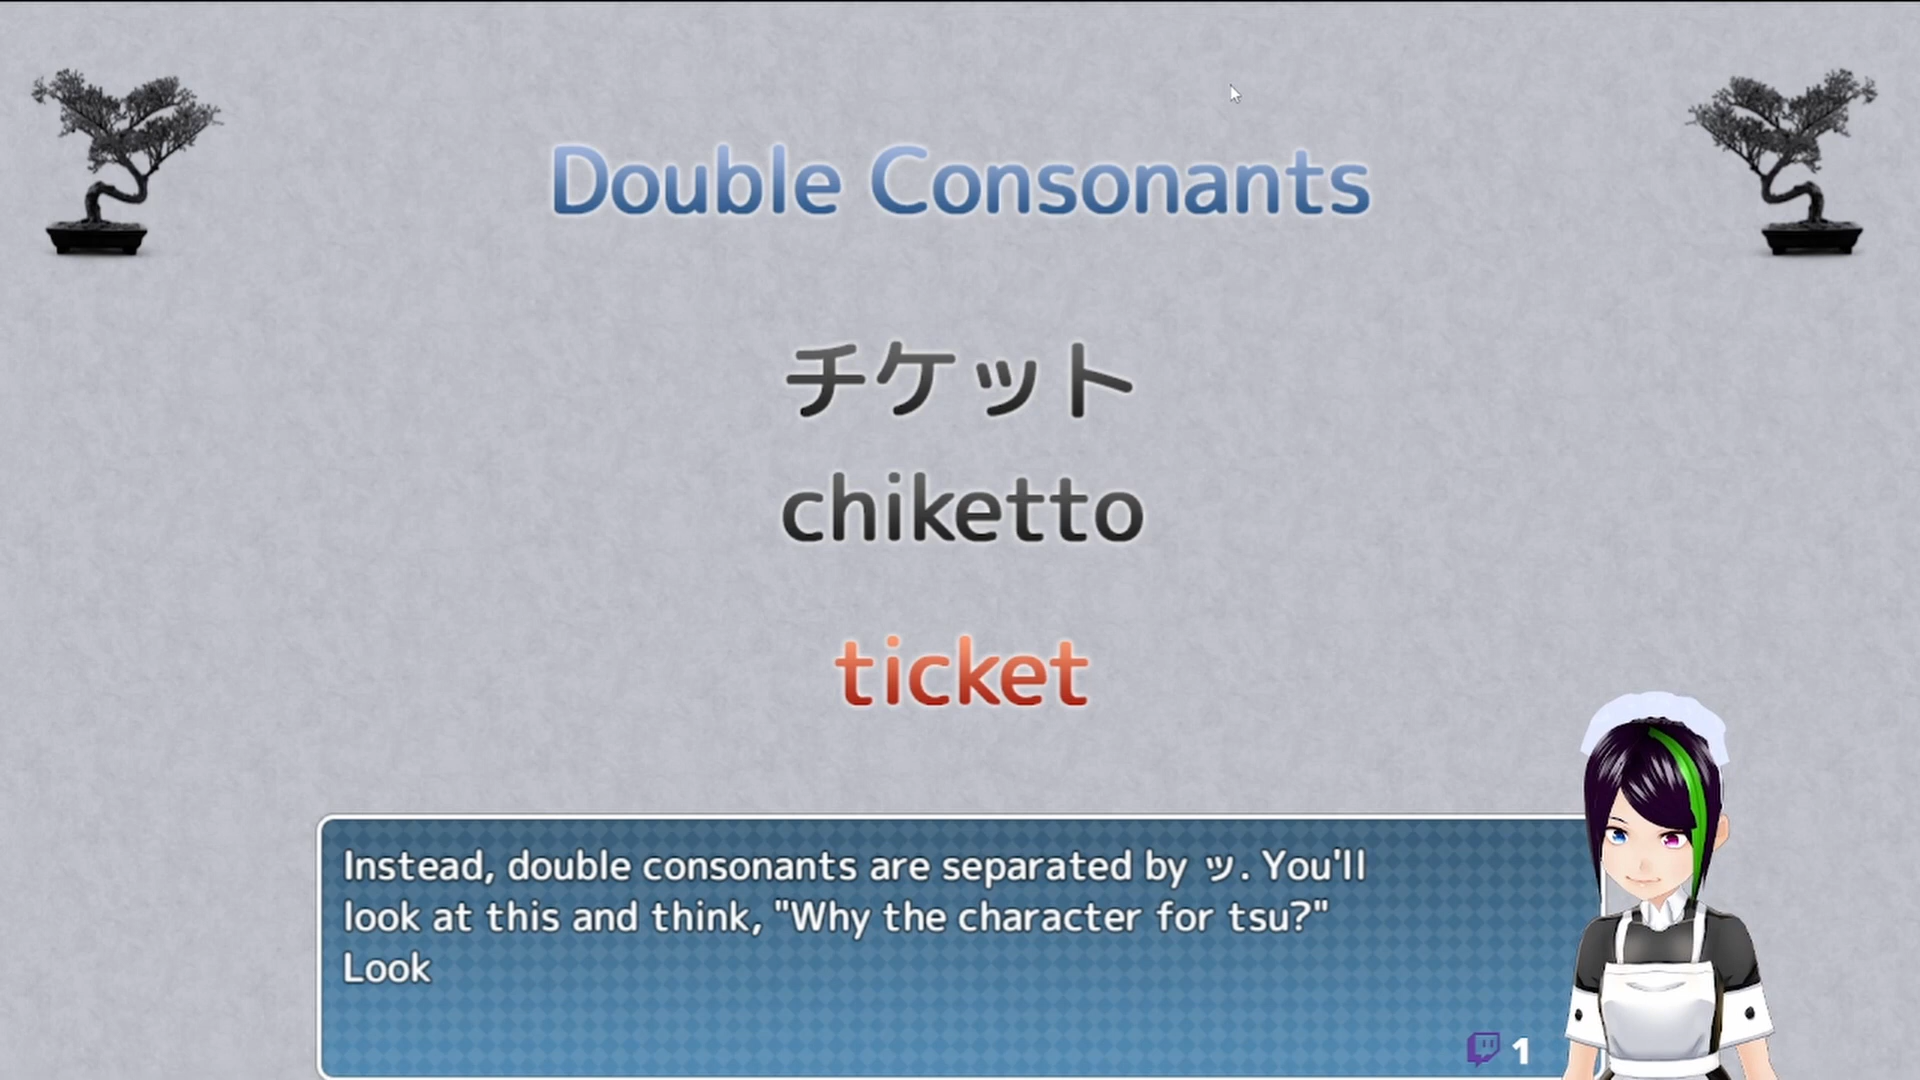 Double Consonants
チケット
chiketto
ticket
Instead, double consonants are separated by ッ. You'll
look at this and think, "Why the character for tsu?"
Look
1